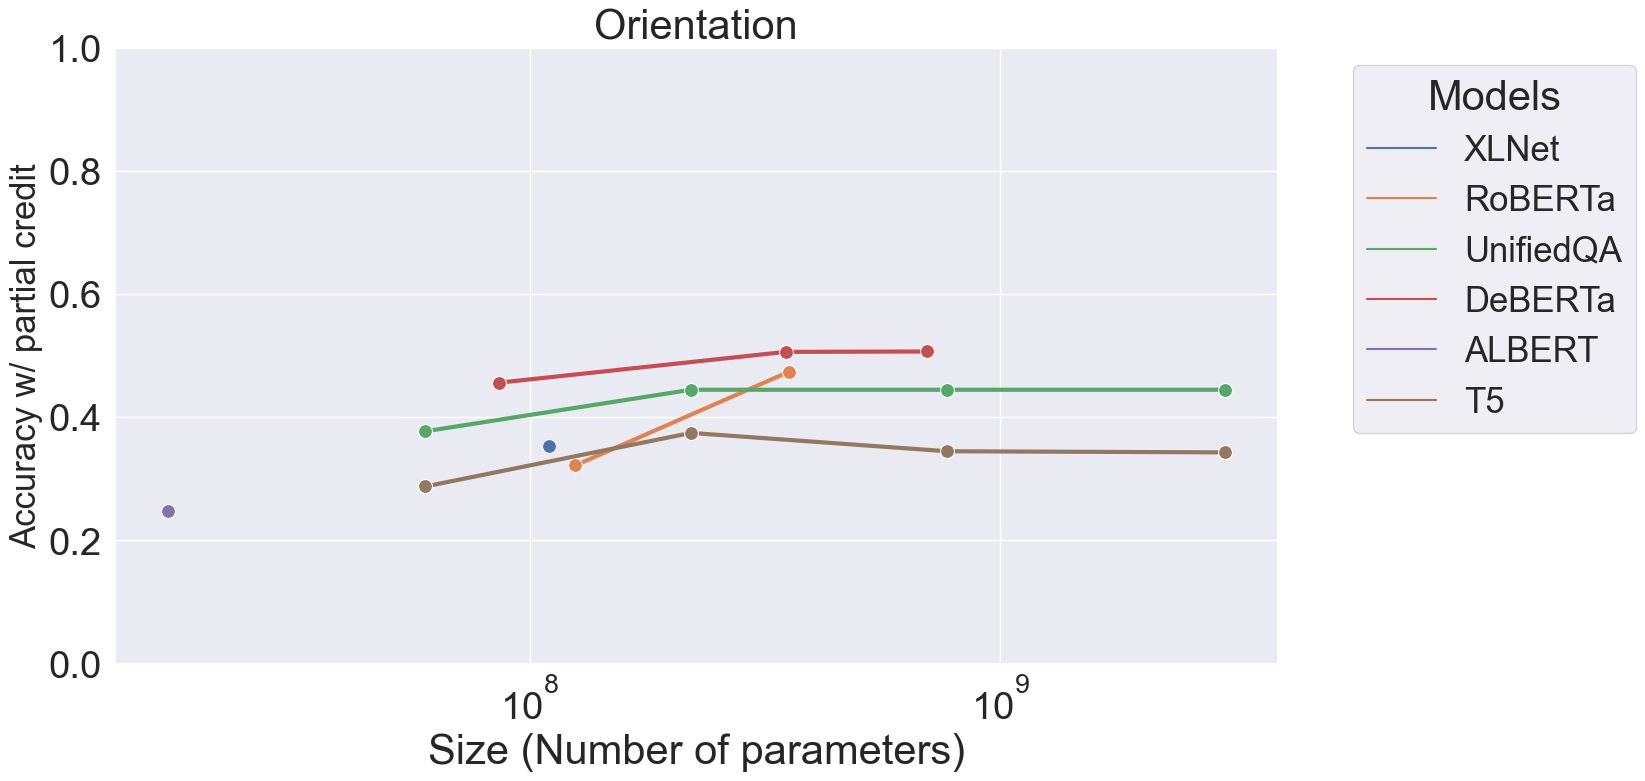 Orientation
1.0
0.8
0.6
0.4
0.2
0.0
Accuracy w/ partial credit
10^8
10^9
Size (Number of parameters)
Models
XLNet
RoBERTa
UnifiedQA
DeBERTa
ALBERT
T5